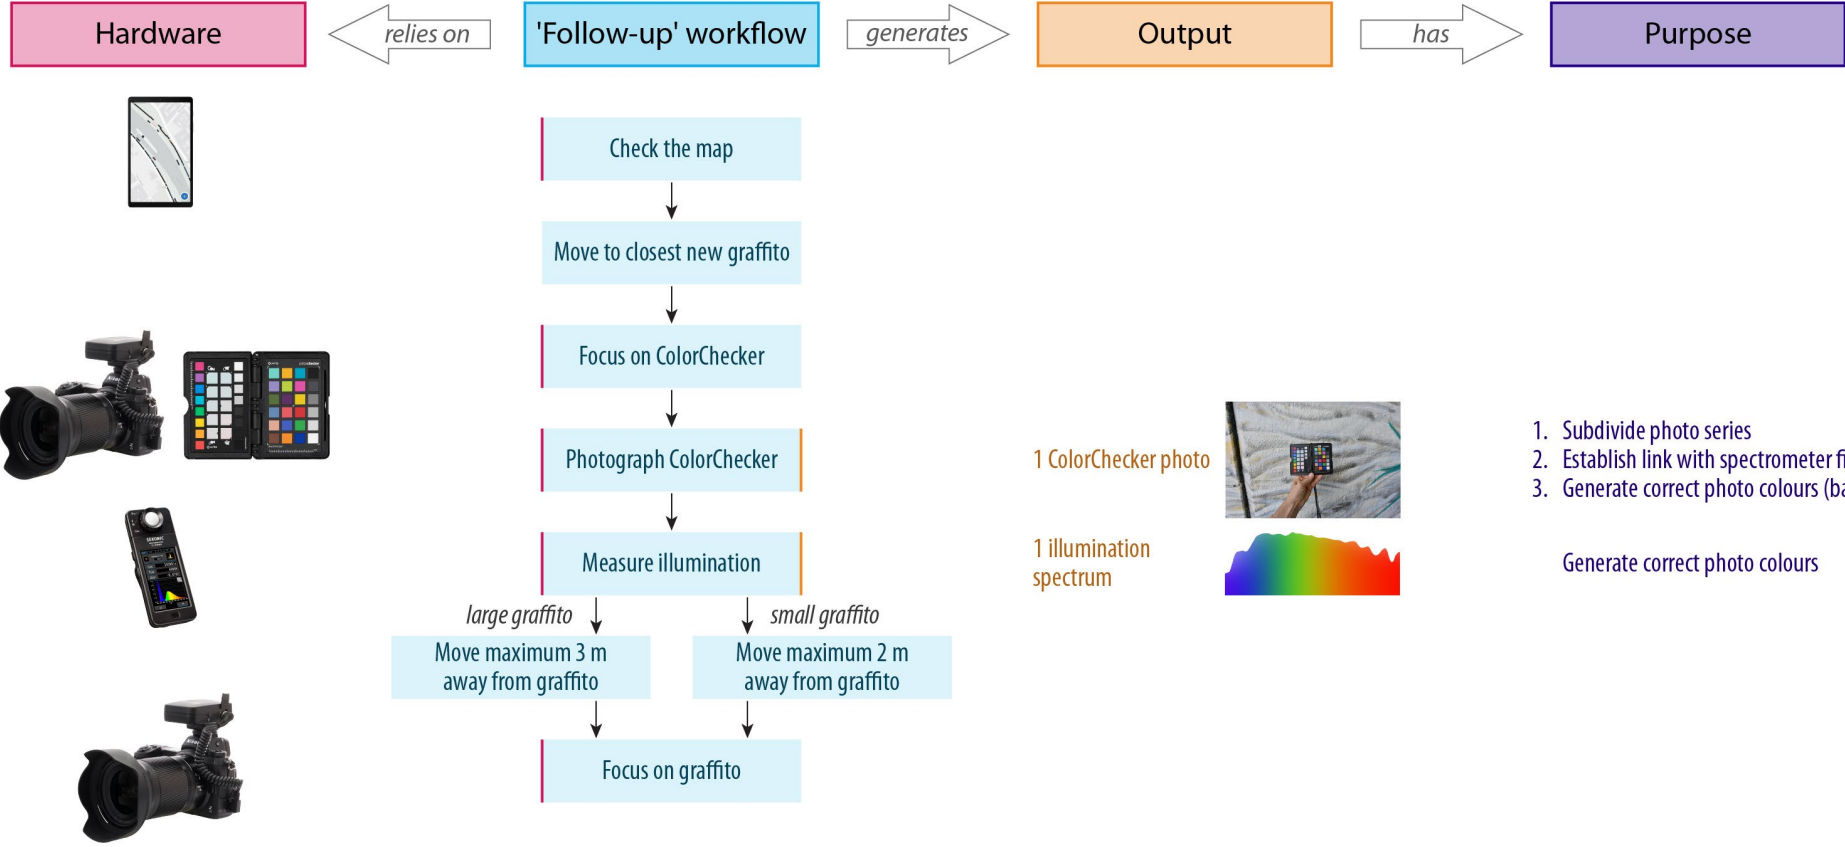 Hardware
relies on
'Follow-up' workflow
generates
Output
has
Purpose
Check the map
Move to closest new graffito
Focus on ColorChecker
Photograph ColorChecker
1 ColorChecker photo
1. Subdivide photo series
2. Establish link with spectrometer fi
3. Generate correct photo colours (ba
Measure illumination
1 illumination
spectrum
Generate correct photo colours
large graffito
small graffito
Move maximum 3 m
away from graffito
Move maximum 2 m
away from graffito
Focus on graffito
SEKONIC